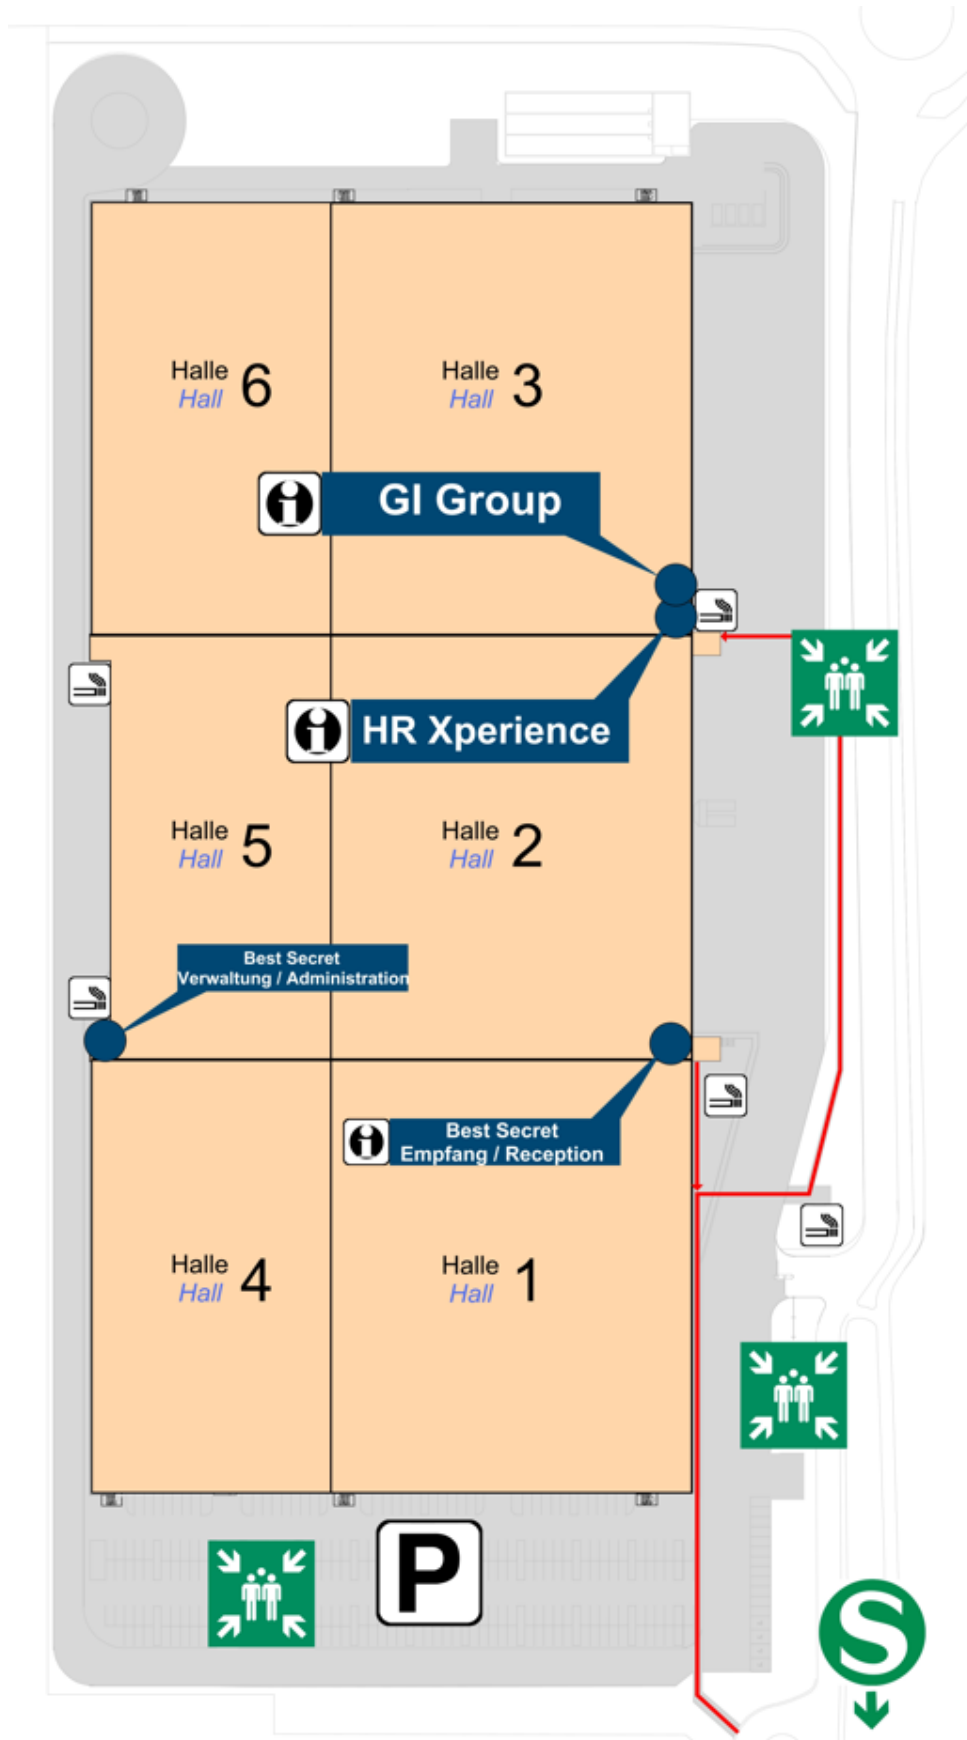 Halle 6
Hall
Halle 3
Hall
GI Group
HR Xperience
Halle 5
Hall
Halle 2
Hall
Best Secret
Verwaltung / Administration
Best Secret
Empfang / Reception
Halle 4
Hall
Halle 1
Hall
P
S